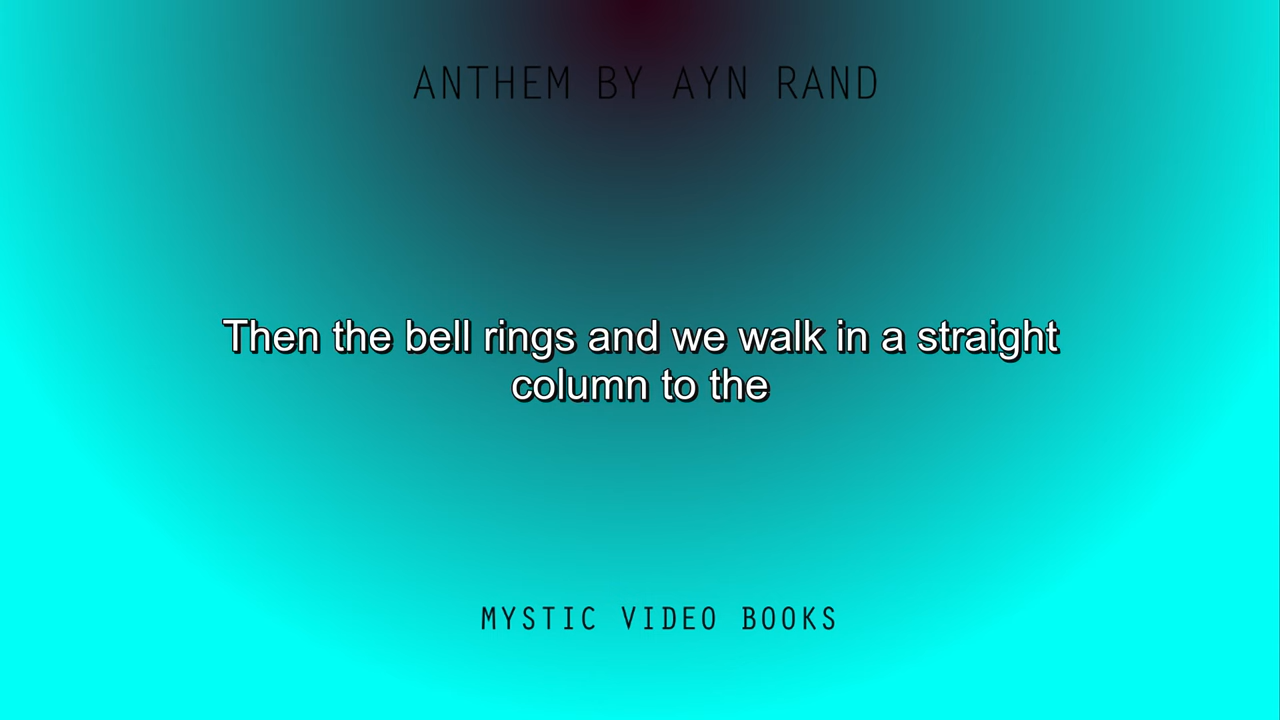 ANTHEM BY AYN RAND
Then the bell rings and we walk in a straight
column to the
MYSTIC VIDEO BOOKS